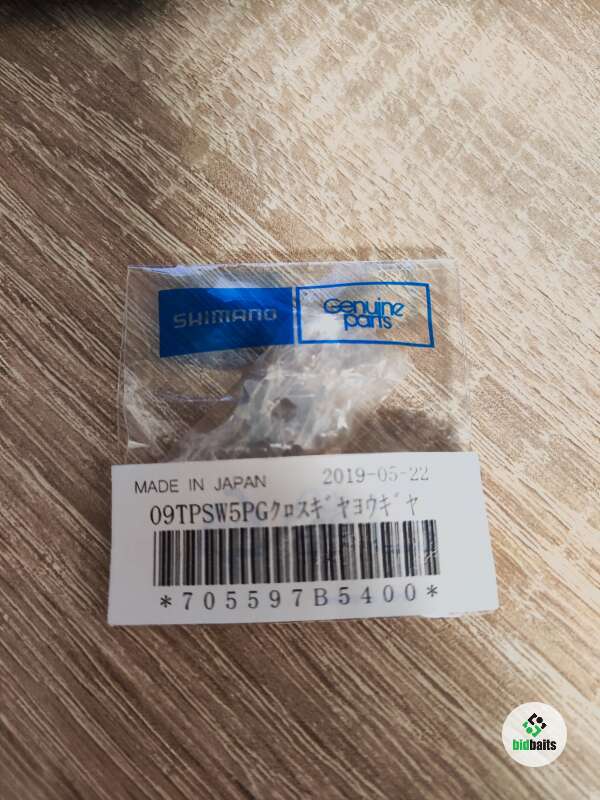 SHIMANO
Genuine
parts
MADE IN JAPAN 2019-05-22
09TPSW5PGクロスギヤヨウギヤ
*705597B5400*
bidbaits